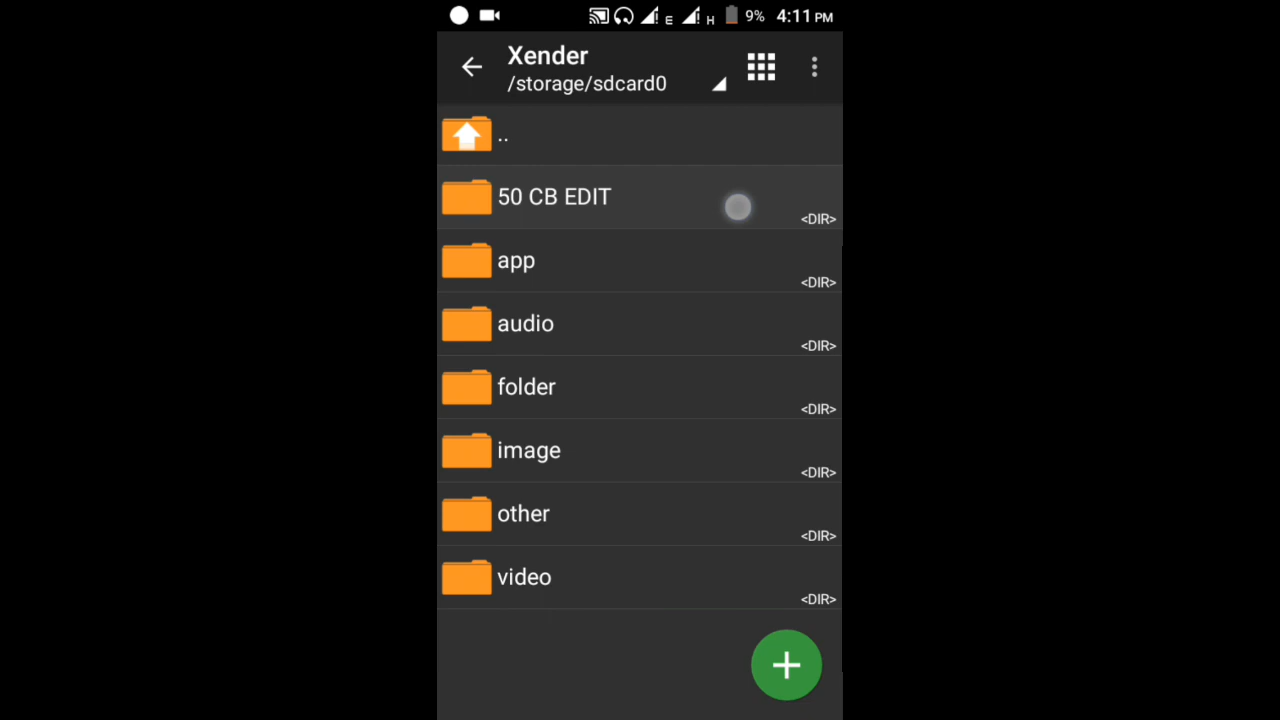 E H 9% 4:11 PM
Xender
/storage/sdcard0
..
50 CB EDIT
<DIR>
app
<DIR>
audio
<DIR>
folder
<DIR>
image
<DIR>
other
<DIR>
video
<DIR>